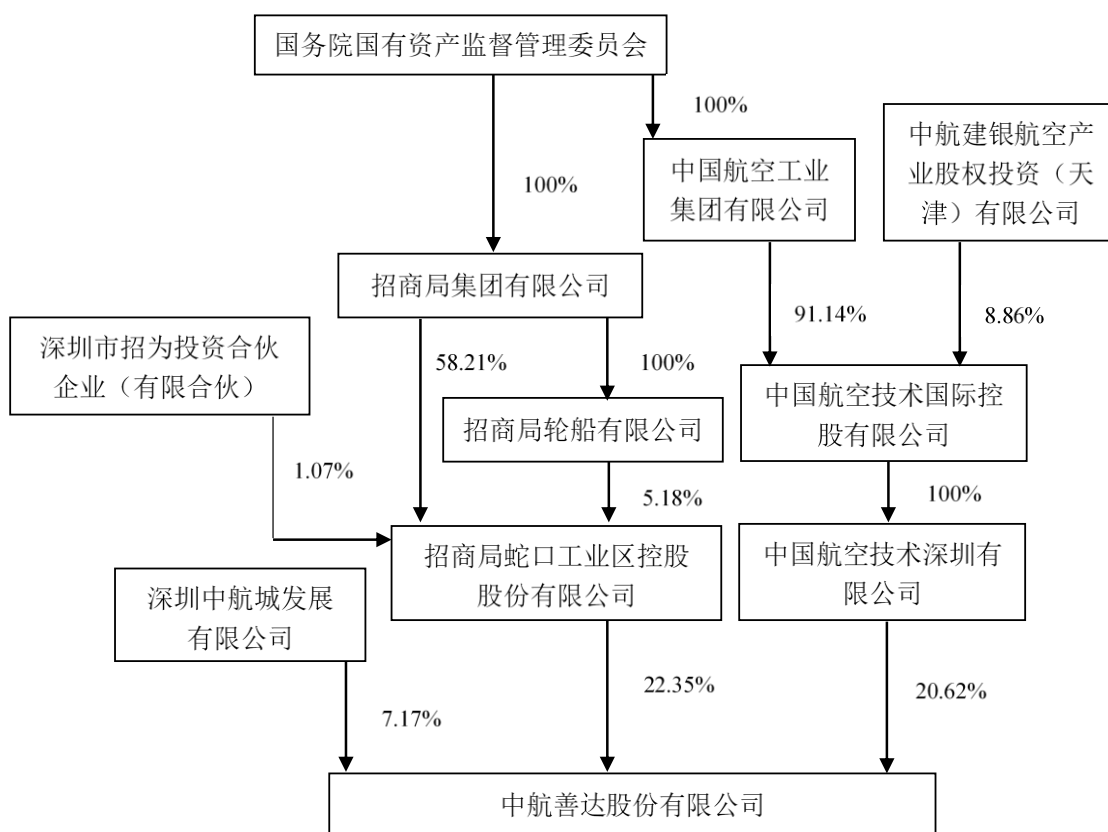 国务院国有资产监督管理委员会
100%
100%
中国航空工业
集团有限公司
中航建银航空产
业股权投资（天
津）有限公司
招商局集团有限公司
91.14%
8.86%
深圳市招为投资合伙
企业（有限合伙）
58.21%
100%
中国航空技术国际控
股有限公司
招商局轮船有限公司
1.07%
5.18%
100%
招商局蛇口工业区控股
股份有限公司
中国航空技术深圳有
限公司
深圳中航城发展
有限公司
7.17%
22.35%
20.62%
中航善达股份有限公司